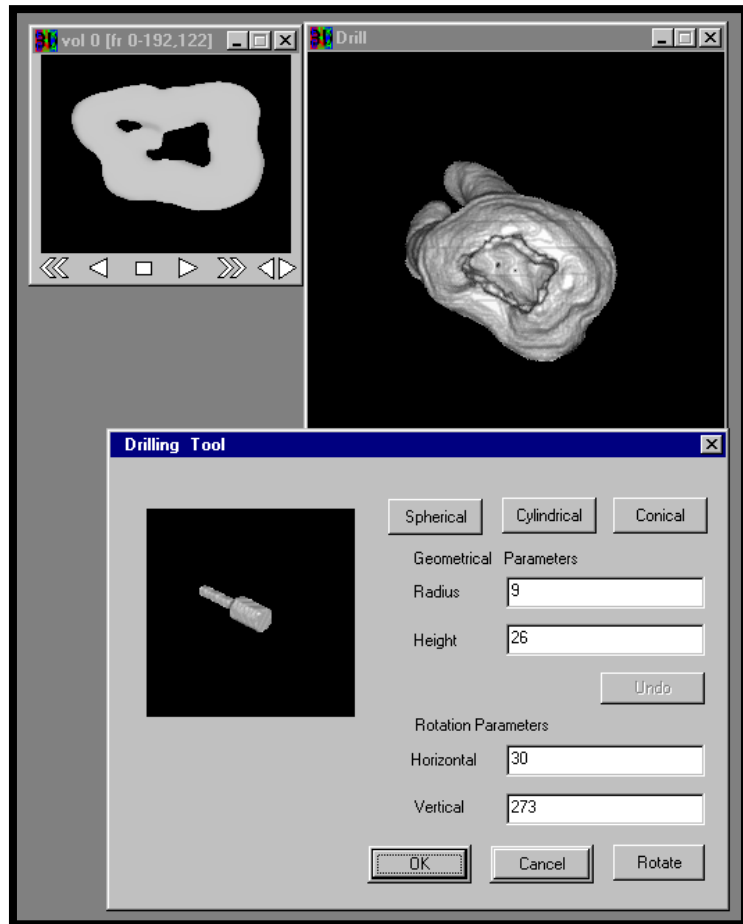 vol 0 [fr 0-192,122]
Drill
Drilling Tool
Spherical
Cylindrical
Conical
Geometrical Parameters
Radius
9
Height
26
Undo
Rotation Parameters
Horizontal
30
Vertical
273
OK
Cancel
Rotate